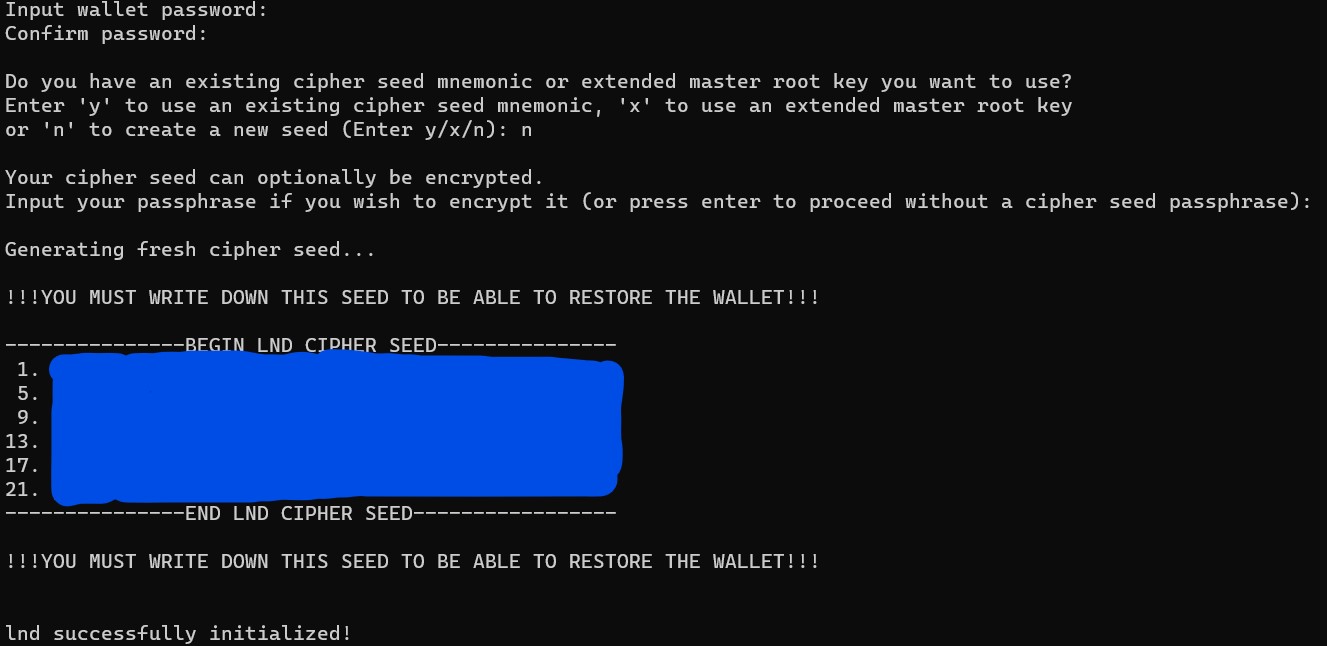 Input wallet password:
Confirm password:
Do you have an existing cipher seed mnemonic or extended master root key you want to use?
Enter 'y' to use an existing cipher seed mnemonic, 'x' to use an extended master root key
or 'n' to create a new seed (Enter y/x/n): n
Your cipher seed can optionally be encrypted.
Input your passphrase if you wish to encrypt it (or press enter to proceed without a cipher seed passphrase):
Generating fresh cipher seed...
!!!YOU MUST WRITE DOWN THIS SEED TO BE ABLE TO RESTORE THE WALLET!!!
---------------BEGIN LND CIPHER SEED---------------
1.
5.
9.
13.
17.
21.
---------------END LND CIPHER SEED-----------------
!!!YOU MUST WRITE DOWN THIS SEED TO BE ABLE TO RESTORE THE WALLET!!!
lnd successfully initialized!